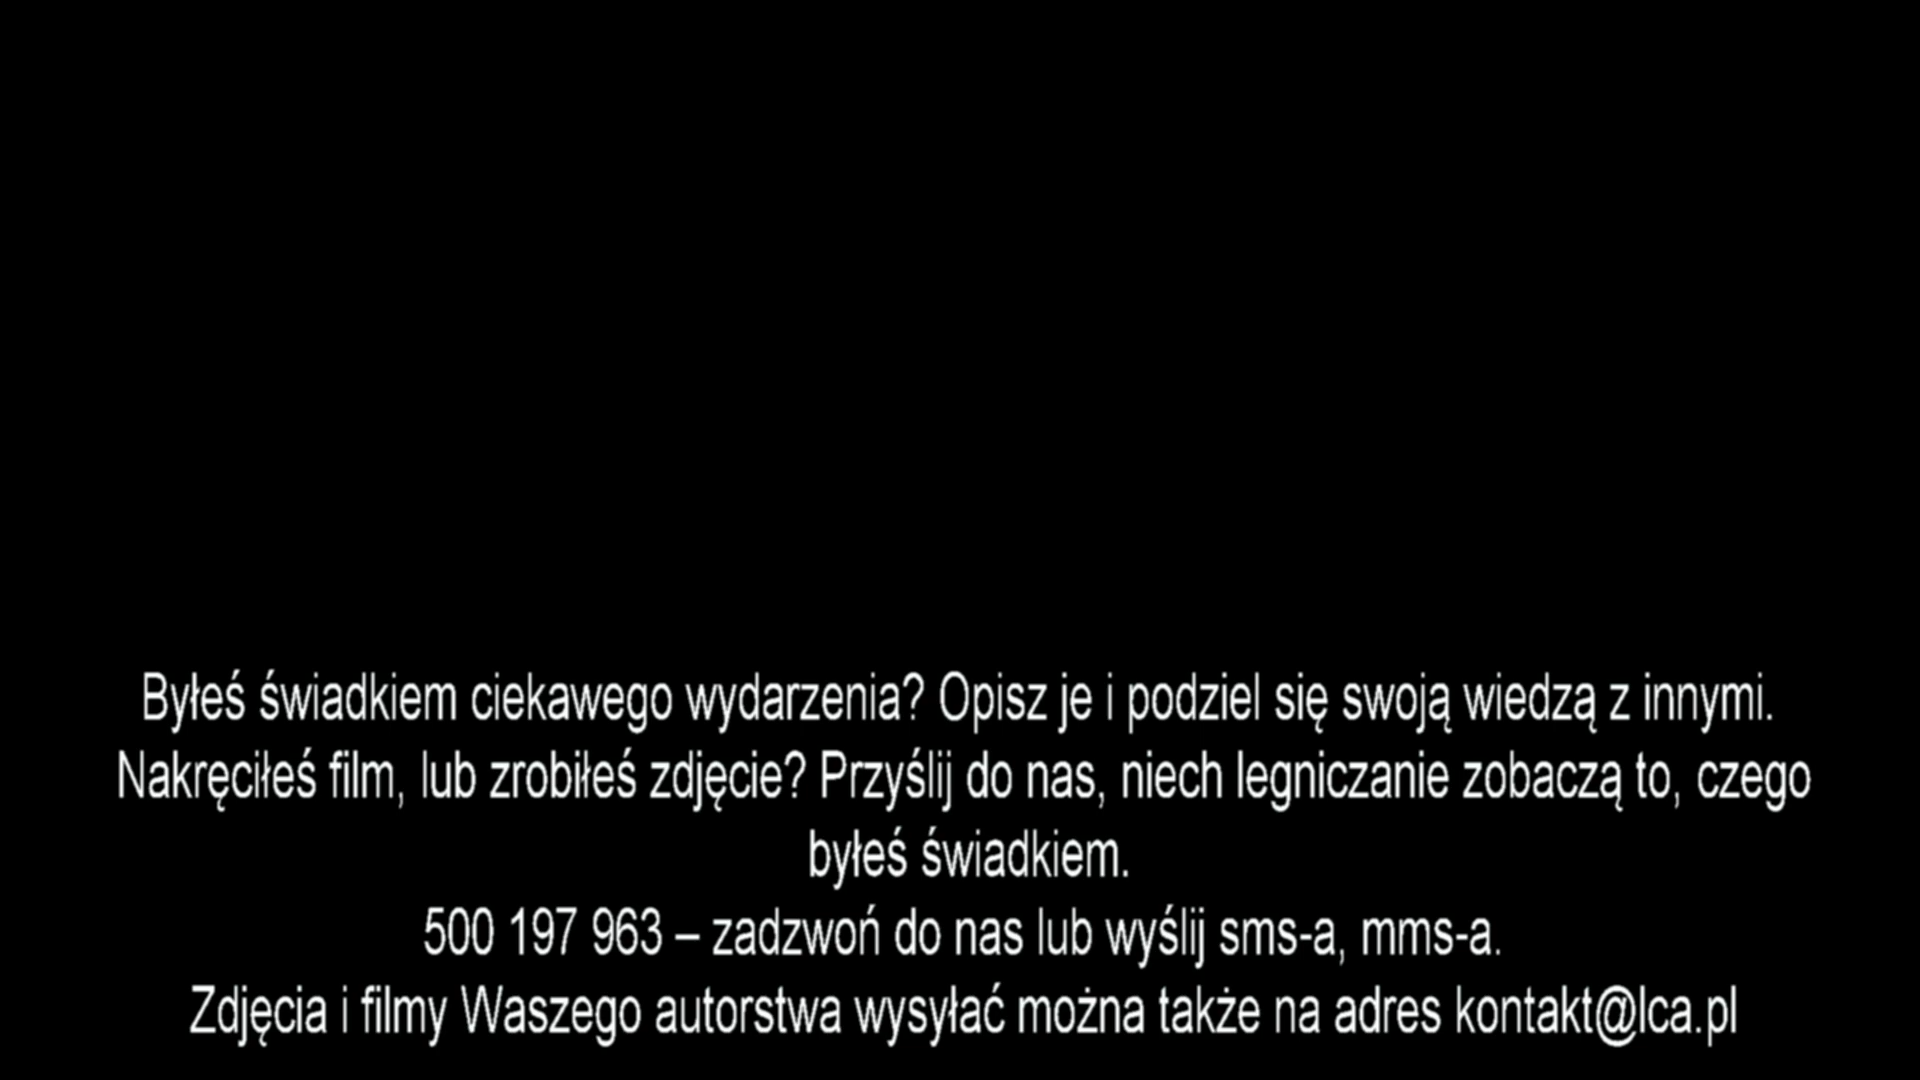 Byłeś świadkiem ciekawego wydarzenia? Opisz je i podziel się swoją wiedzą z innymi.
Nakręciłeś film, lub zrobiłeś zdjęcie? Przyślij do nas, niech legniczanie zobaczą to, czego
byłeś świadkiem.
500 197 963 – zadzwoń do nas lub wyślij sms-a, mms-a.
Zdjęcia i filmy Waszego autorstwa wysyłać można także na adres kontakt@lca.pl